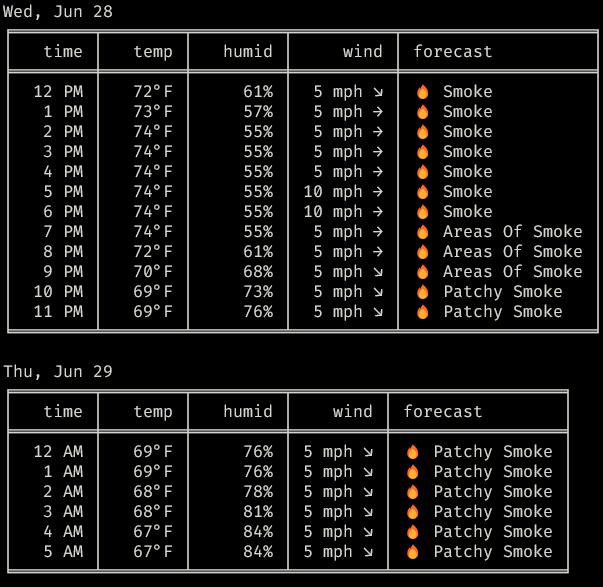 Wed, Jun 28
time temp humid wind forecast
12 PM 72°F 61% 5 mph ↘ 🔥 Smoke
1 PM 73°F 57% 5 mph → 🔥 Smoke
2 PM 74°F 55% 5 mph → 🔥 Smoke
3 PM 74°F 55% 5 mph → 🔥 Smoke
4 PM 74°F 55% 5 mph → 🔥 Smoke
5 PM 74°F 55% 10 mph → 🔥 Smoke
6 PM 74°F 55% 10 mph → 🔥 Smoke
7 PM 74°F 55% 5 mph → 🔥 Areas Of Smoke
8 PM 72°F 61% 5 mph → 🔥 Areas Of Smoke
9 PM 70°F 68% 5 mph ↘ 🔥 Areas Of Smoke
10 PM 69°F 73% 5 mph ↘ 🔥 Patchy Smoke
11 PM 69°F 76% 5 mph ↘ 🔥 Patchy Smoke
Thu, Jun 29
time temp humid wind forecast
12 AM 69°F 76% 5 mph ↘ 🔥 Patchy Smoke
1 AM 69°F 76% 5 mph ↘ 🔥 Patchy Smoke
2 AM 68°F 78% 5 mph ↘ 🔥 Patchy Smoke
3 AM 68°F 81% 5 mph ↘ 🔥 Patchy Smoke
4 AM 67°F 84% 5 mph ↘ 🔥 Patchy Smoke
5 AM 67°F 84% 5 mph ↘ 🔥 Patchy Smoke